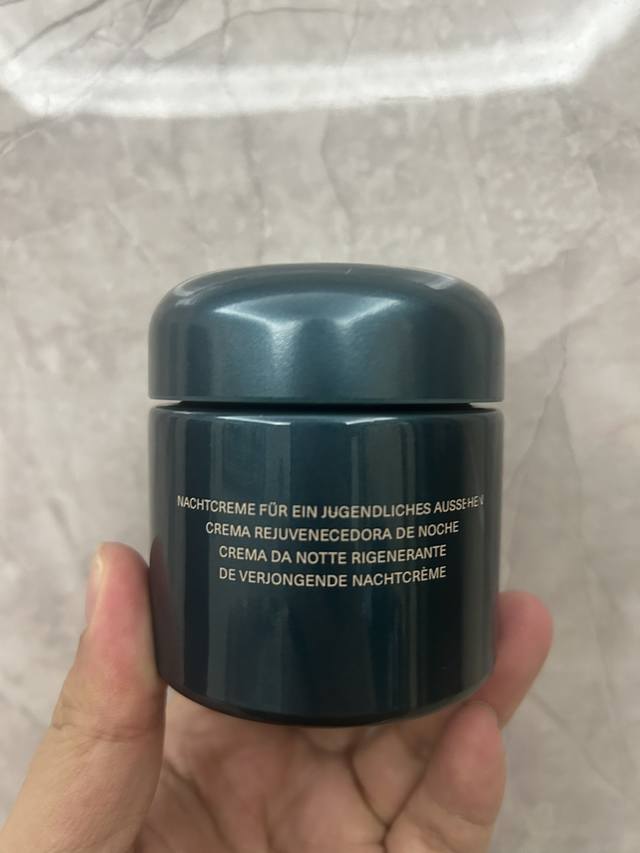 NACHTCREME FÜR EIN JUGENDLICHES AUSSEHEN
CREMA REJUVENECEDORA DE NOCHE
CREMA DA NOTTE RIGENERANTE
DE VERJONGENDE NACHTCRÈME